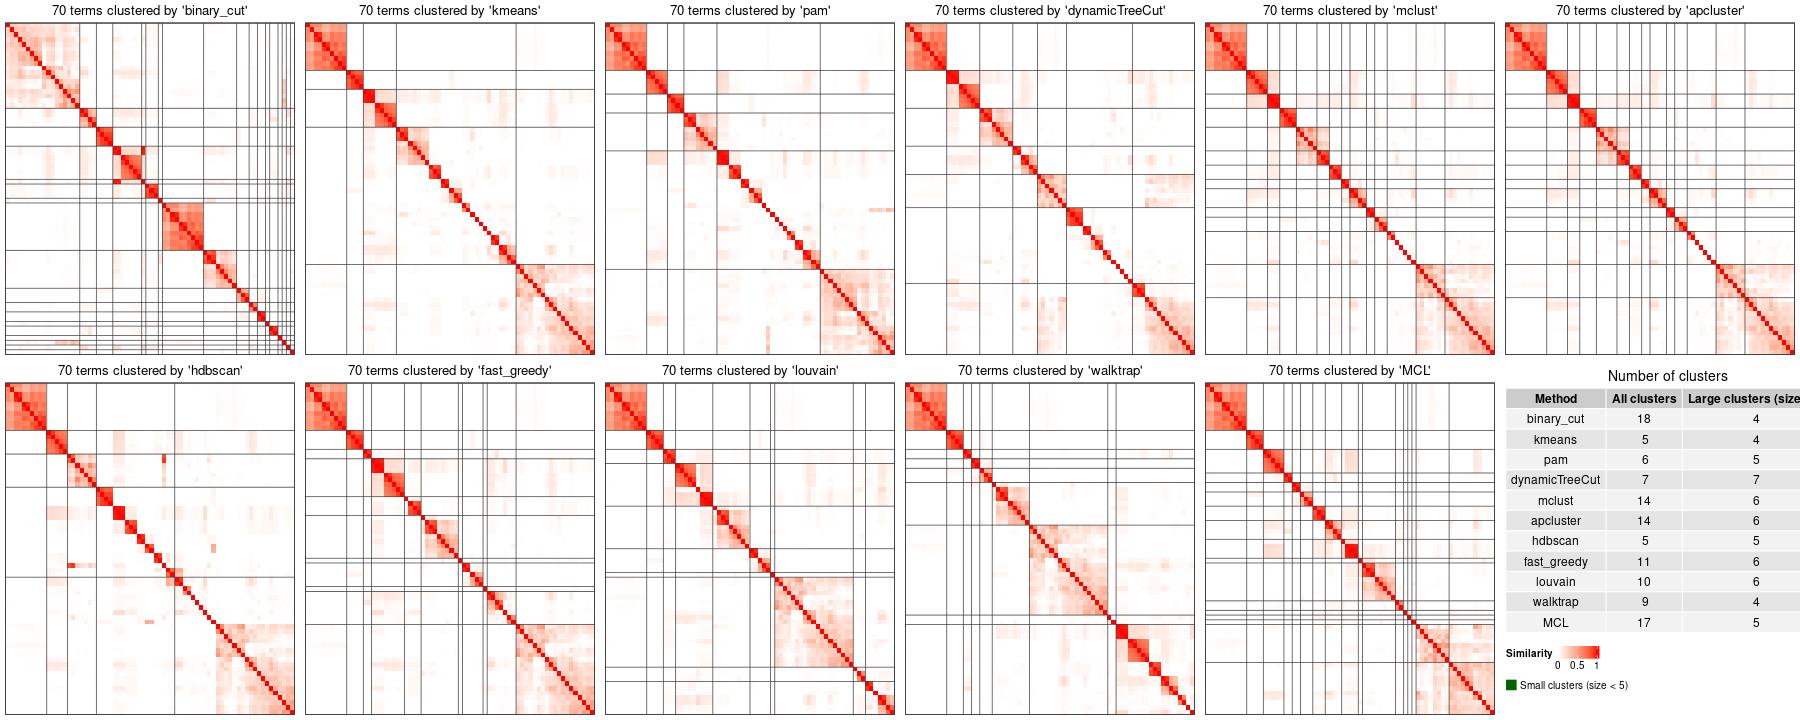 70 terms clustered by 'binary_cut'
70 terms clustered by 'kmeans'
70 terms clustered by 'pam'
70 terms clustered by 'dynamicTreeCut'
70 terms clustered by 'mclust'
70 terms clustered by 'apcluster'
70 terms clustered by 'hdbscan'
70 terms clustered by 'fast_greedy'
70 terms clustered by 'louvain'
70 terms clustered by 'walktrap'
70 terms clustered by 'MCL'
Number of clusters
Method All clusters Large clusters (size
binary_cut 18 4
kmeans 5 4
pam 6 5
dynamicTreeCut 7 7
mclust 14 6
apcluster 14 6
hdbscan 5 5
fast_greedy 11 6
louvain 10 6
walktrap 9 4
MCL 17 5
Similarity
0 0.5 1
Small clusters (size < 5)